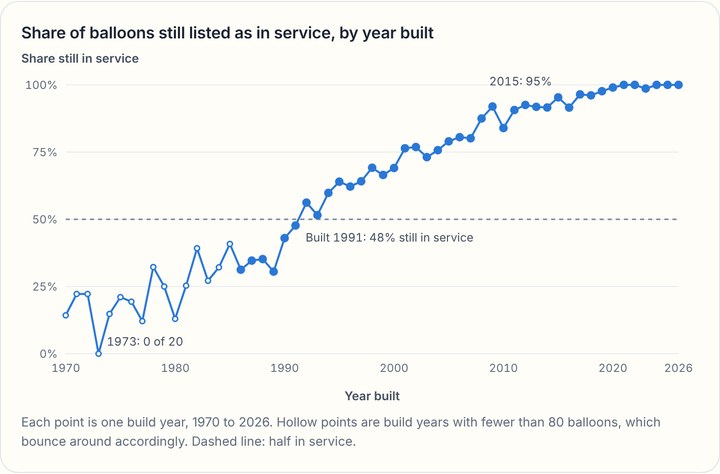 Share of balloons still listed as in service, by year built
Share still in service
100%
2015: 95%
75%
50%
Built 1991: 48% still in service
25%
1973: 0 of 20
0%
1970 1980 1990 2000 2010 2020 2026
Year built
Each point is one build year, 1970 to 2026. Hollow points are build years with fewer than 80 balloons, which
bounce around accordingly. Dashed line: half in service.